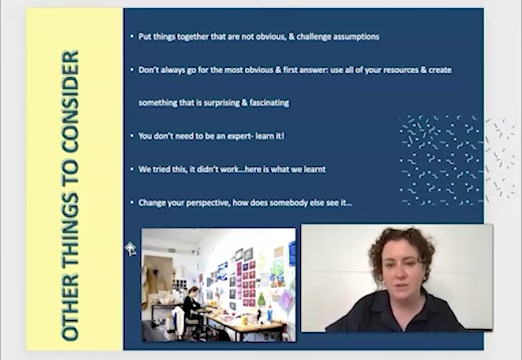 OTHER THINGS TO CONSIDER
• Put things together that are not obvious, & challenge assumptions
• Don't always go for the most obvious & first answer: use all of your resources & create
something that is surprising & fascinating
• You don't need to be an expert- learn it!
• We tried this, it didn't work...here is what we learnt
• Change your perspective, how does somebody else see it...